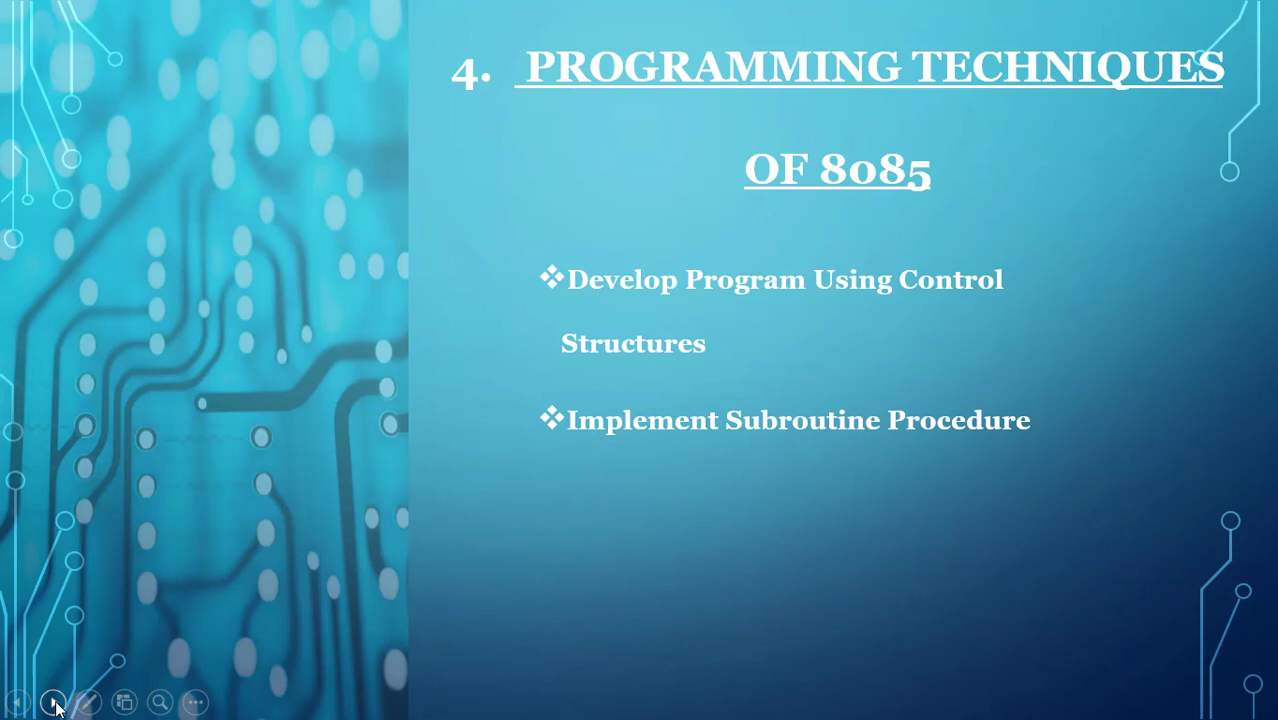 4. PROGRAMMING TECHNIQUES
OF 8085
❖Develop Program Using Control
Structures
❖Implement Subroutine Procedure